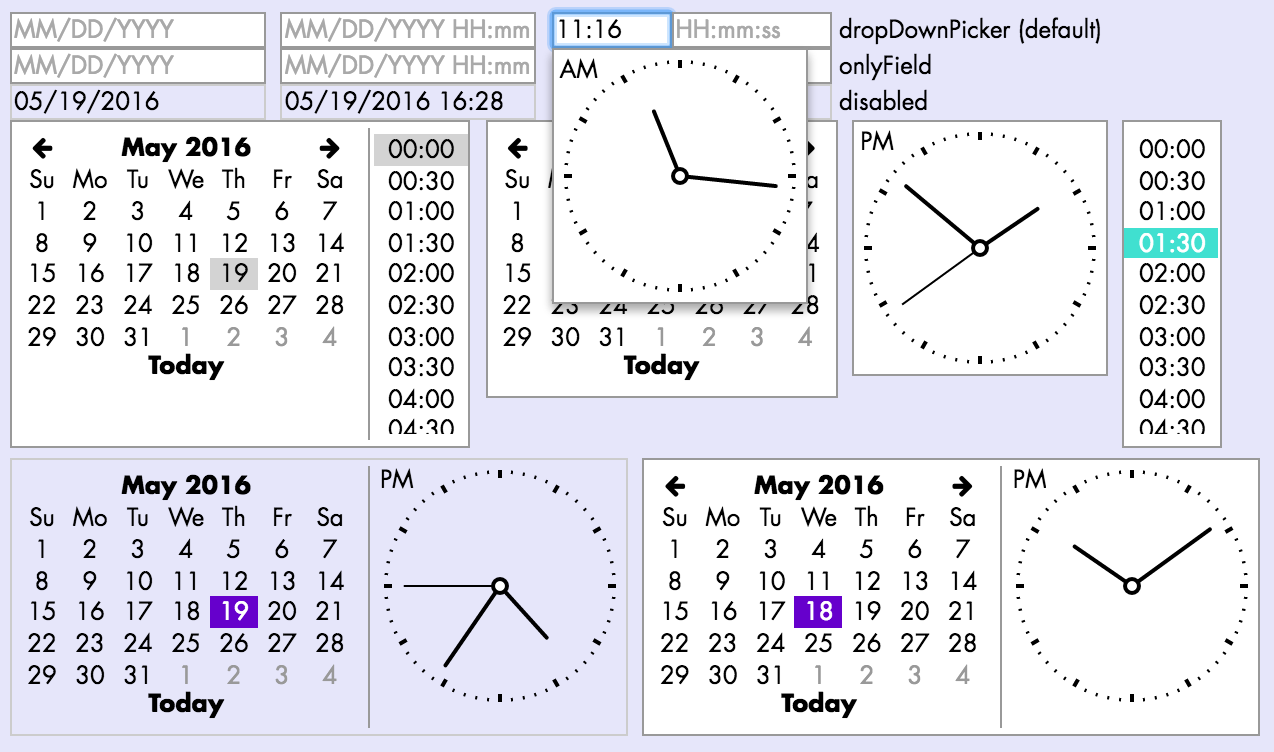 MM/DD/YYYY MM/DD/YYYY HH:mm 11:16 HH:mm:ss dropDownPicker (default)
MM/DD/YYYY MM/DD/YYYY HH:mm onlyField
05/19/2016 05/19/2016 16:28 disabled
May 2016
Su Mo Tu We Th Fr Sa
1 2 3 4 5 6 7
8 9 10 11 12 13 14
15 16 17 18 19 20 21
22 23 24 25 26 27 28
29 30 31 1 2 3 4
Today
00:00
00:30
01:00
01:30
02:00
02:30
03:00
03:30
04:00
04:30
AM
Su
1
8
15
22 23 24 25 26 27 28
29 30 31 1 2 3 4
Today
PM
00:00
00:30
01:00
01:30
02:00
02:30
03:00
03:30
04:00
04:30
May 2016
Su Mo Tu We Th Fr Sa
1 2 3 4 5 6 7
8 9 10 11 12 13 14
15 16 17 18 19 20 21
22 23 24 25 26 27 28
29 30 31 1 2 3 4
Today
PM
May 2016
Su Mo Tu We Th Fr Sa
1 2 3 4 5 6 7
8 9 10 11 12 13 14
15 16 17 18 19 20 21
22 23 24 25 26 27 28
29 30 31 1 2 3 4
Today
PM